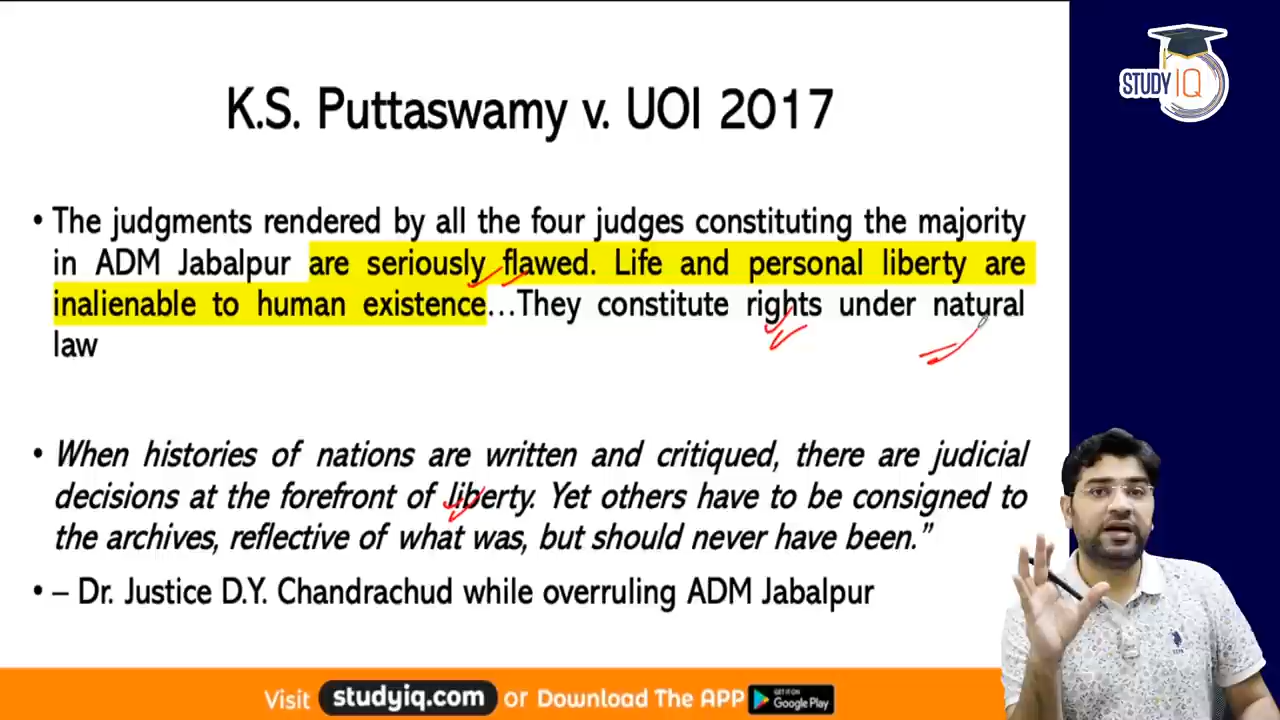 STUDY IQ
K.S. Puttaswamy v. UOI 2017
• The judgments rendered by all the four judges constituting the majority
in ADM Jabalpur are seriously flawed. Life and personal liberty are
inalienable to human existence...They constitute rights under natural
law
• When histories of nations are written and critiqued, there are judicial
decisions at the forefront of liberty. Yet others have to be consigned to
the archives, reflective of what was, but should never have been.”
• – Dr. Justice D.Y. Chandrachud while overruling ADM Jabalpur
Visit studyiq.com or Download The APP GET IT ON Google Play